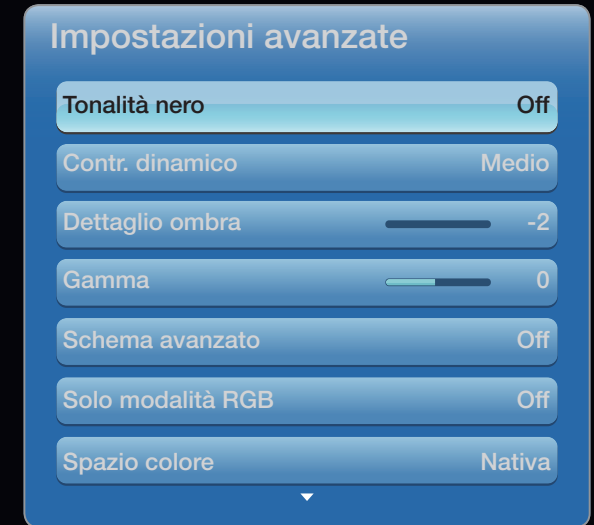 Impostazioni avanzate
Tonalità nero Off
Contr. dinamico Medio
Dettaglio ombra -2
Gamma 0
Schema avanzato Off
Solo modalità RGB Off
Spazio colore Nativa